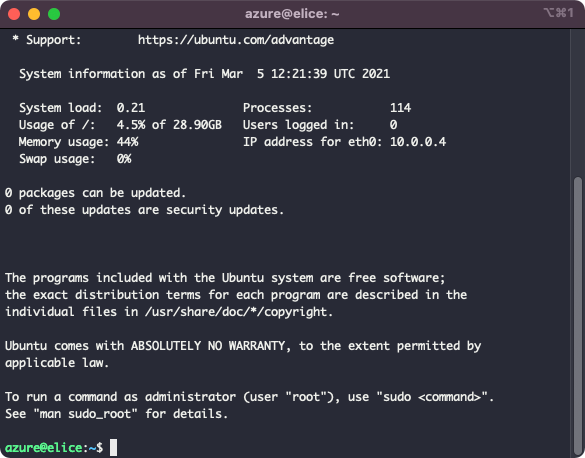 azure@elice: ~
⌥⌘1
* Support:        https://ubuntu.com/advantage
System information as of Fri Mar  5 12:21:39 UTC 2021
System load:  0.21              Processes:           114
Usage of /:   4.5% of 28.90GB   Users logged in:     0
Memory usage: 44%               IP address for eth0: 10.0.0.4
Swap usage:   0%
0 packages can be updated.
0 of these updates are security updates.
The programs included with the Ubuntu system are free software;
the exact distribution terms for each program are described in the
individual files in /usr/share/doc/*/copyright.
Ubuntu comes with ABSOLUTELY NO WARRANTY, to the extent permitted by
applicable law.
To run a command as administrator (user "root"), use "sudo <command>".
See "man sudo_root" for details.
azure@elice:~$